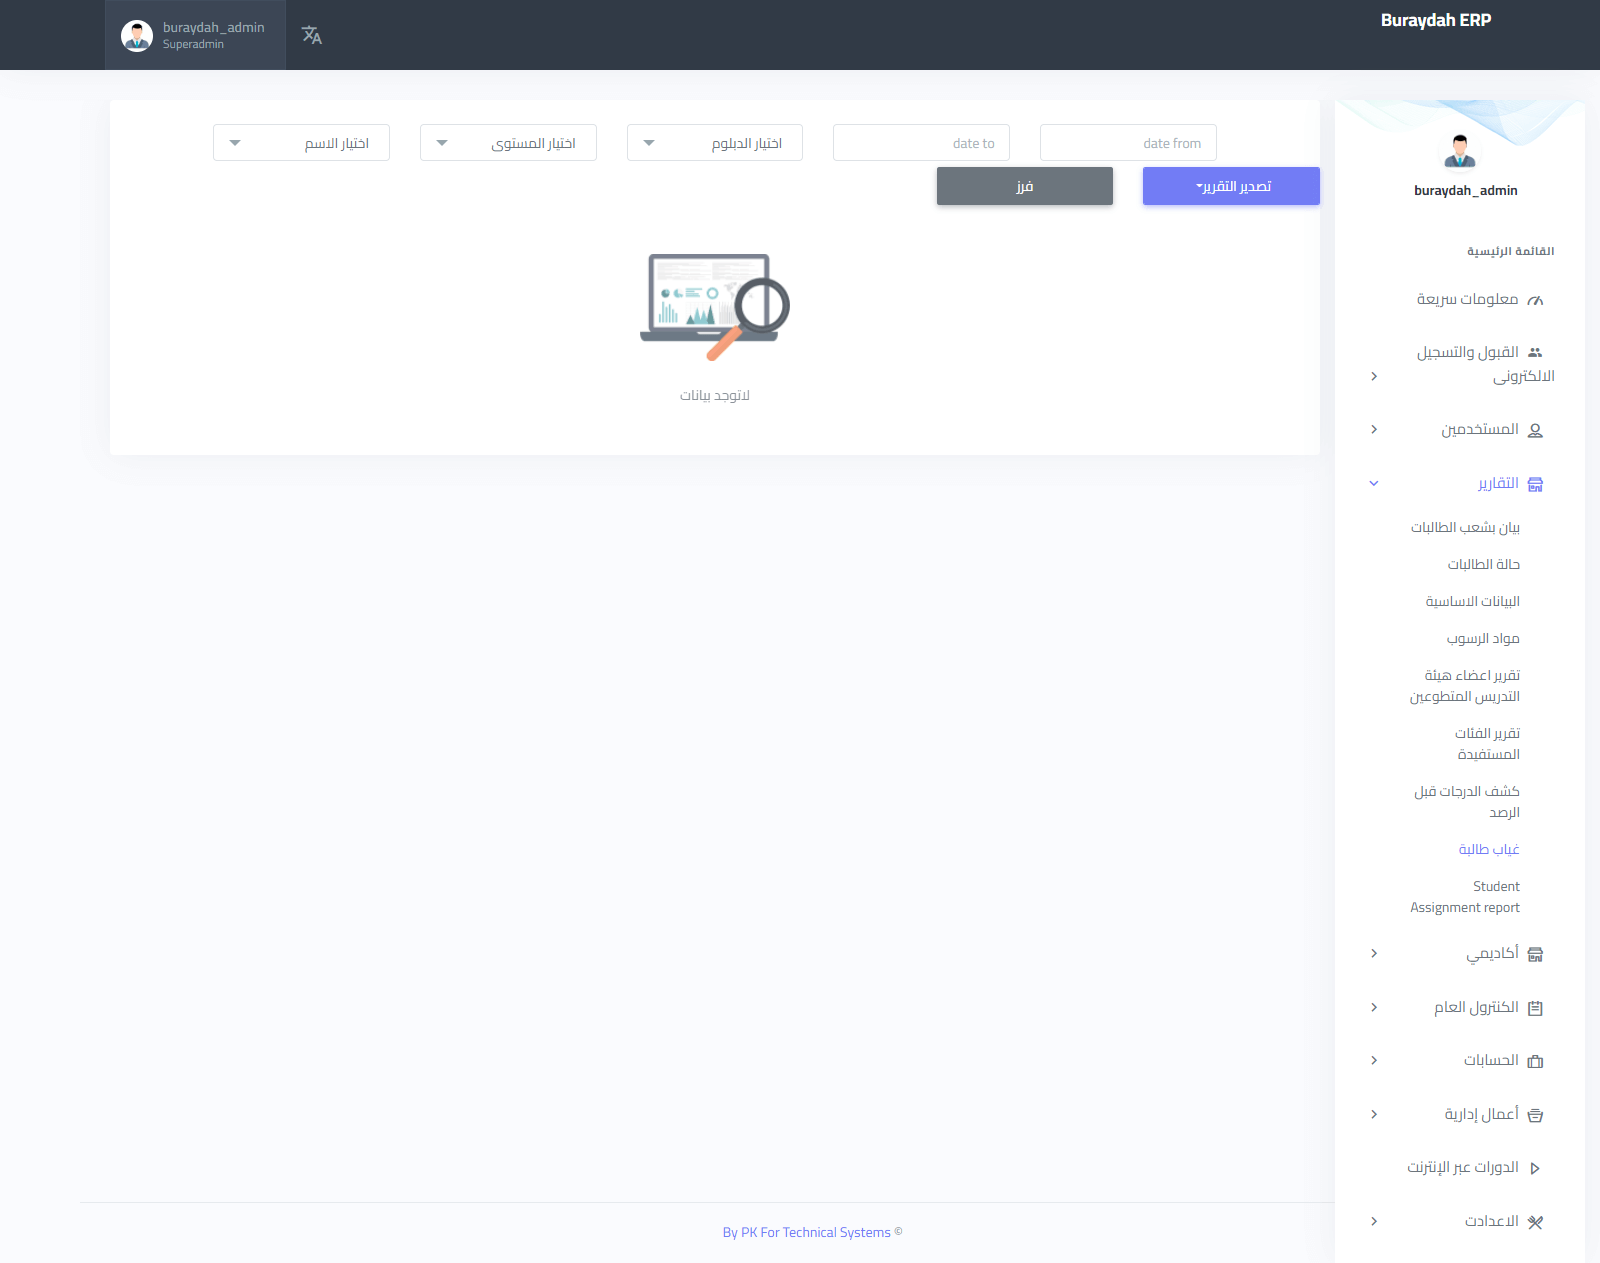 Buraydah ERP
buraydah_admin
Superadmin
date from
date to
اختيار الدبلوم
اختيار المستوى
اختيار الاسم
تصدير التقرير
فرز
لاتوجد بيانات
buraydah_admin
القائمة الرئيسية
معلومات سريعة
القبول والتسجيل
الالكترونى
المستخدمين
التقارير
بيان بشعب الطالبات
حالة الطالبات
البيانات الاساسية
مواد الرسوب
تقرير اعضاء هيئة
التدريس المتطوعين
تقرير الفئات
المستفيدة
كشف الدرجات قبل
الرصد
غياب طالبة
Student
Assignment report
أكاديمي
الكنترول العام
الحسابات
أعمال إدارية
الدورات عبر الإنترنت
الاعدادت
By PK For Technical Systems ©